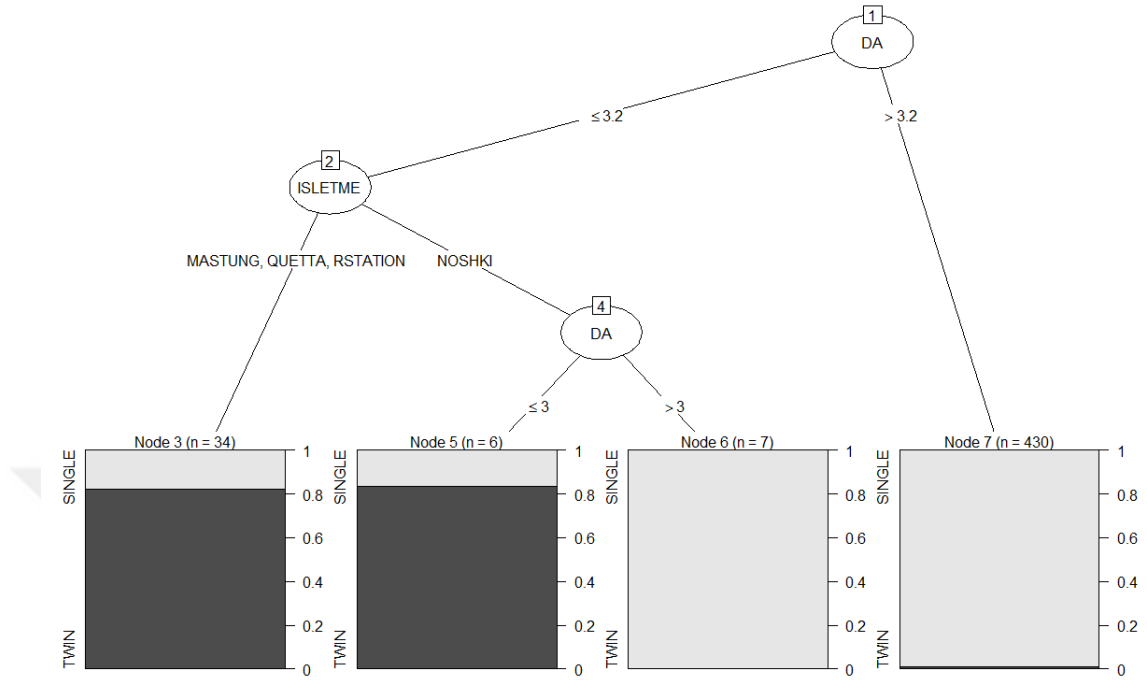 1
DA
≤ 3.2
> 3.2
2
ISLETME
MASTUNG, QUETTA, RSTATION
NOSHKI
4
DA
≤ 3
> 3
Node 3 (n = 34)
SINGLE
TWIN
1
0.8
0.6
0.4
0.2
0
Node 5 (n = 6)
SINGLE
TWIN
1
0.8
0.6
0.4
0.2
0
Node 6 (n = 7)
SINGLE
TWIN
1
0.8
0.6
0.4
0.2
0
Node 7 (n = 430)
SINGLE
TWIN
1
0.8
0.6
0.4
0.2
0